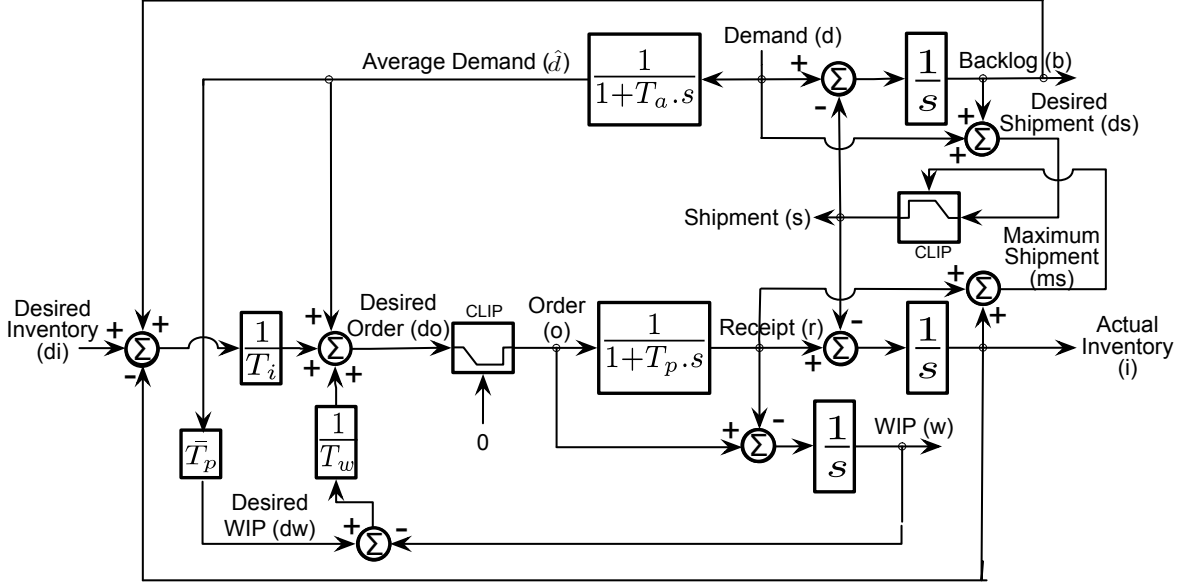 Demand (d)
Average Demand (d̂)
1
1+Tₐ.s
+
Σ
-
1
s
Backlog (b)
+
+
Σ
Desired
Shipment (ds)
Shipment (s)
CLIP
Maximum
Shipment
(ms)
+
Σ
+
Desired
Inventory
(di)
+
+
Σ
-
1
Tᵢ
+
+
Σ
+
Desired
Order (do)
CLIP
0
Order
(o)
1
1+Tₚ.s
Receipt (r)
-
+
Σ
1
s
Actual
Inventory
(i)
T̄ₚ
1
T_w
+
-
Σ
1
s
WIP (w)
Desired
WIP (dw)
+
-
Σ